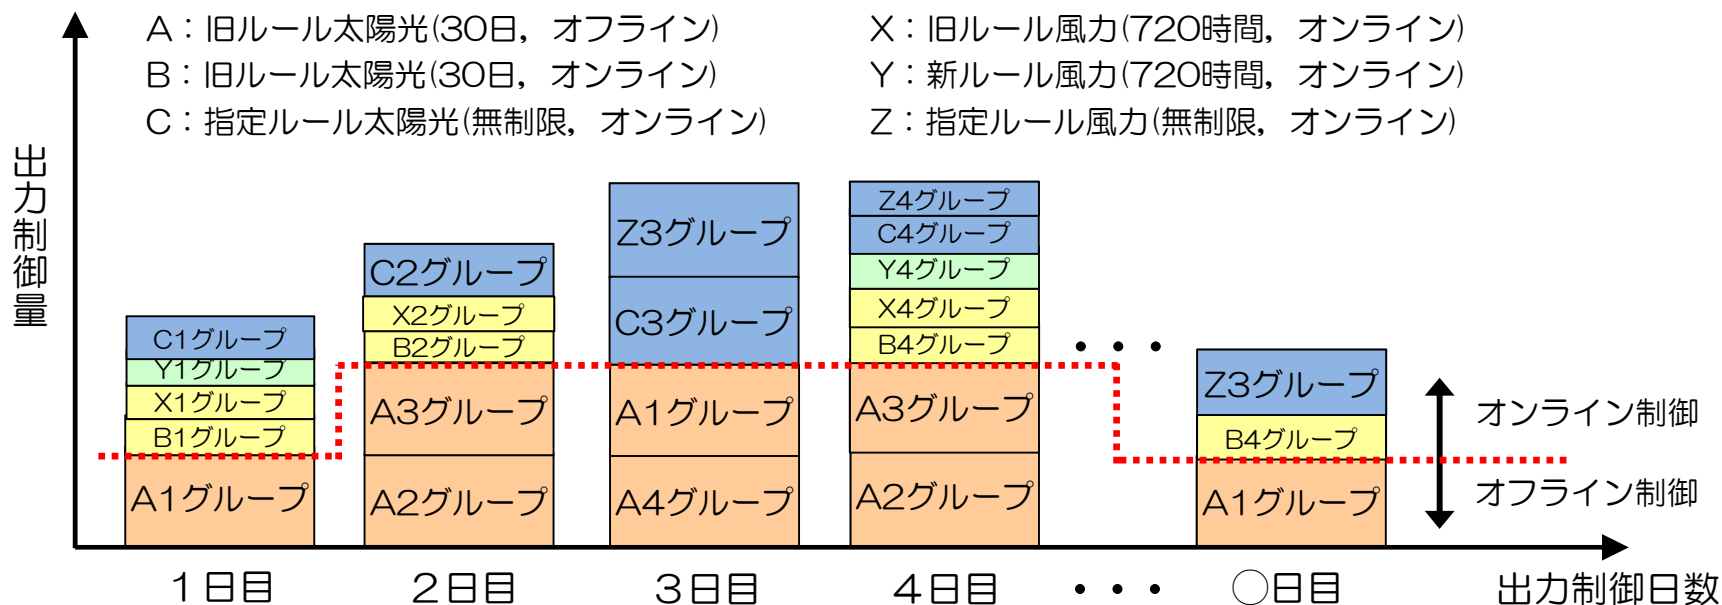 A：旧ルール太陽光(30日，オフライン)
B：旧ルール太陽光(30日，オンライン)
C：指定ルール太陽光(無制限，オンライン)
X：旧ルール風力(720時間，オンライン)
Y：新ルール風力(720時間，オンライン)
Z：指定ルール風力(無制限，オンライン)
出力制御量
C1グループ
Y1グループ
X1グループ
B1グループ
A1グループ
C2グループ
X2グループ
B2グループ
A3グループ
A2グループ
Z3グループ
C3グループ
A1グループ
A4グループ
Z4グループ
C4グループ
Y4グループ
X4グループ
B4グループ
A3グループ
A2グループ
・・・
Z3グループ
B4グループ
A1グループ
オンライン制御
オフライン制御
1日目
2日目
3日目
4日目
・・・
〇日目
出力制御日数